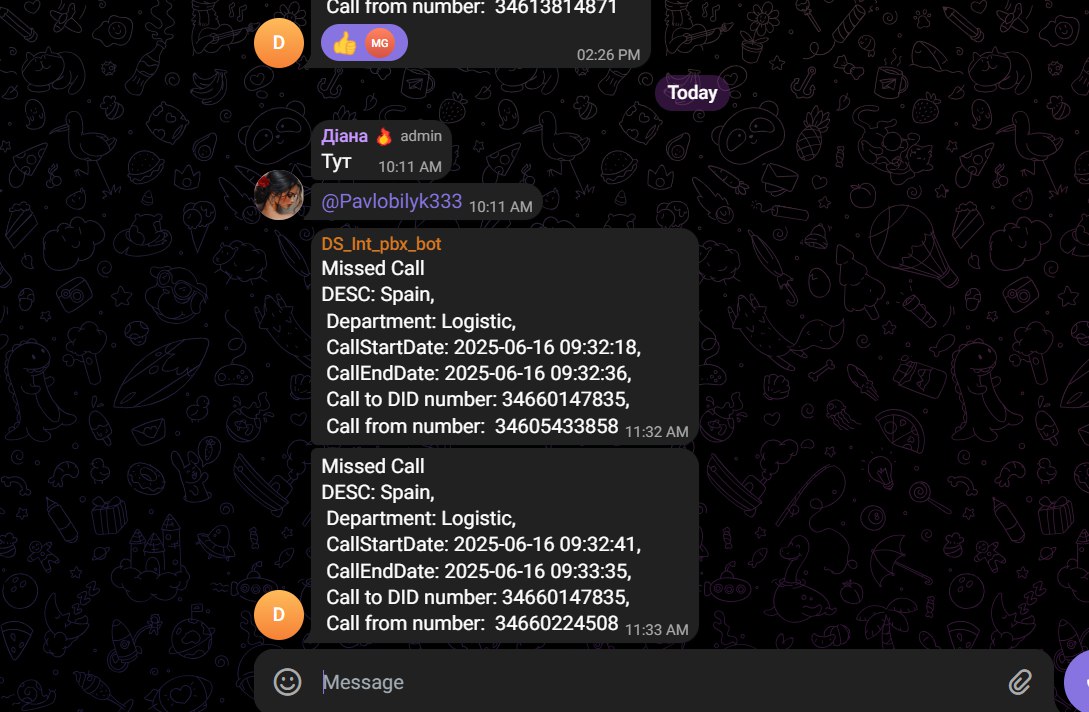 Call from number:  34613814871
D
👍 MG
02:26 PM
Today
Діана 🔥 admin
Тут 10:11 AM
@Pavlobilyk333 10:11 AM
DS_Int_pbx_bot
Missed Call
DESC: Spain,
Department: Logistic,
CallStartDate: 2025-06-16 09:32:18,
CallEndDate: 2025-06-16 09:32:36,
Call to DID number: 34660147835,
Call from number:  34605433858 11:32 AM
Missed Call
DESC: Spain,
Department: Logistic,
CallStartDate: 2025-06-16 09:32:41,
CallEndDate: 2025-06-16 09:33:35,
Call to DID number: 34660147835,
D
Call from number:  34660224508 11:33 AM
Message